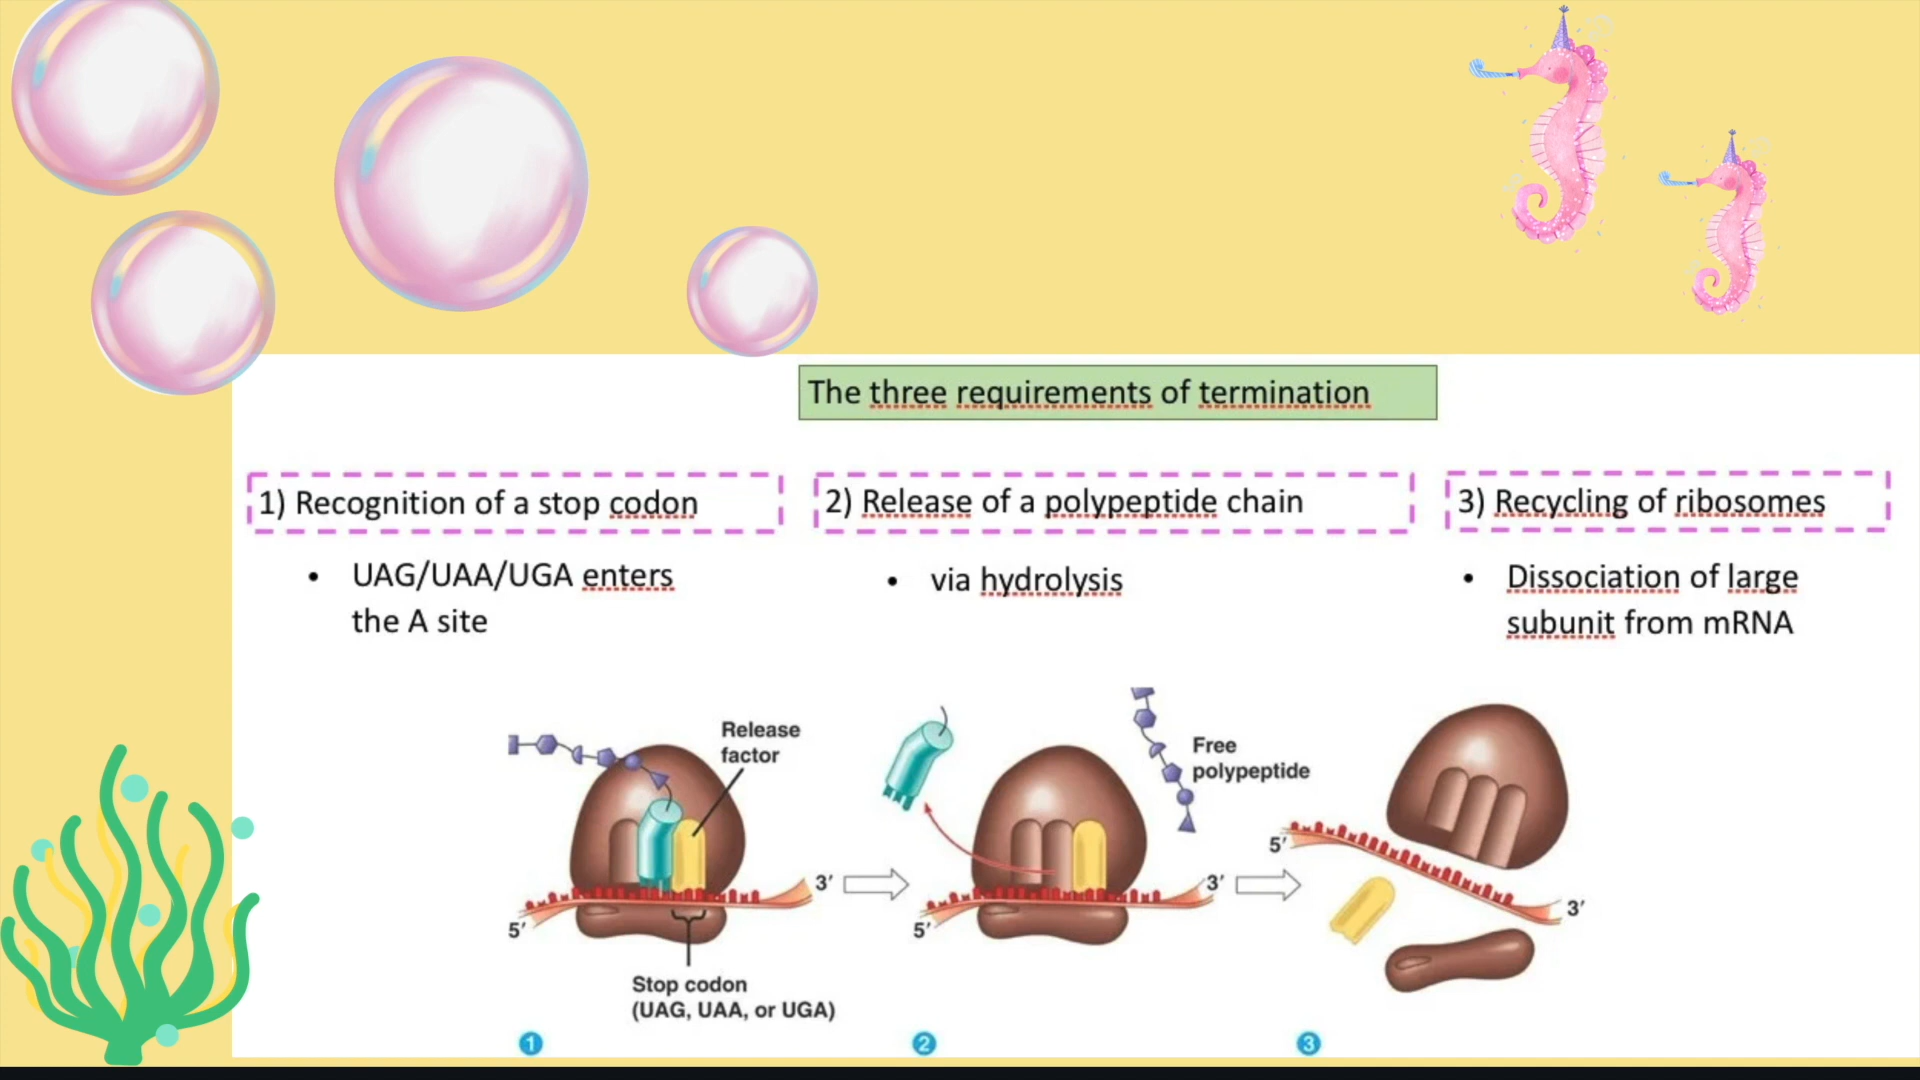 The three requirements of termination
1) Recognition of a stop codon
2) Release of a polypeptide chain
3) Recycling of ribosomes
• UAG/UAA/UGA enters
the A site
• via hydrolysis
• Dissociation of large
subunit from mRNA
Release
factor
3′
5′
Stop codon
(UAG, UAA, or UGA)
1
Free
polypeptide
3′
5′
2
5′
3′
3